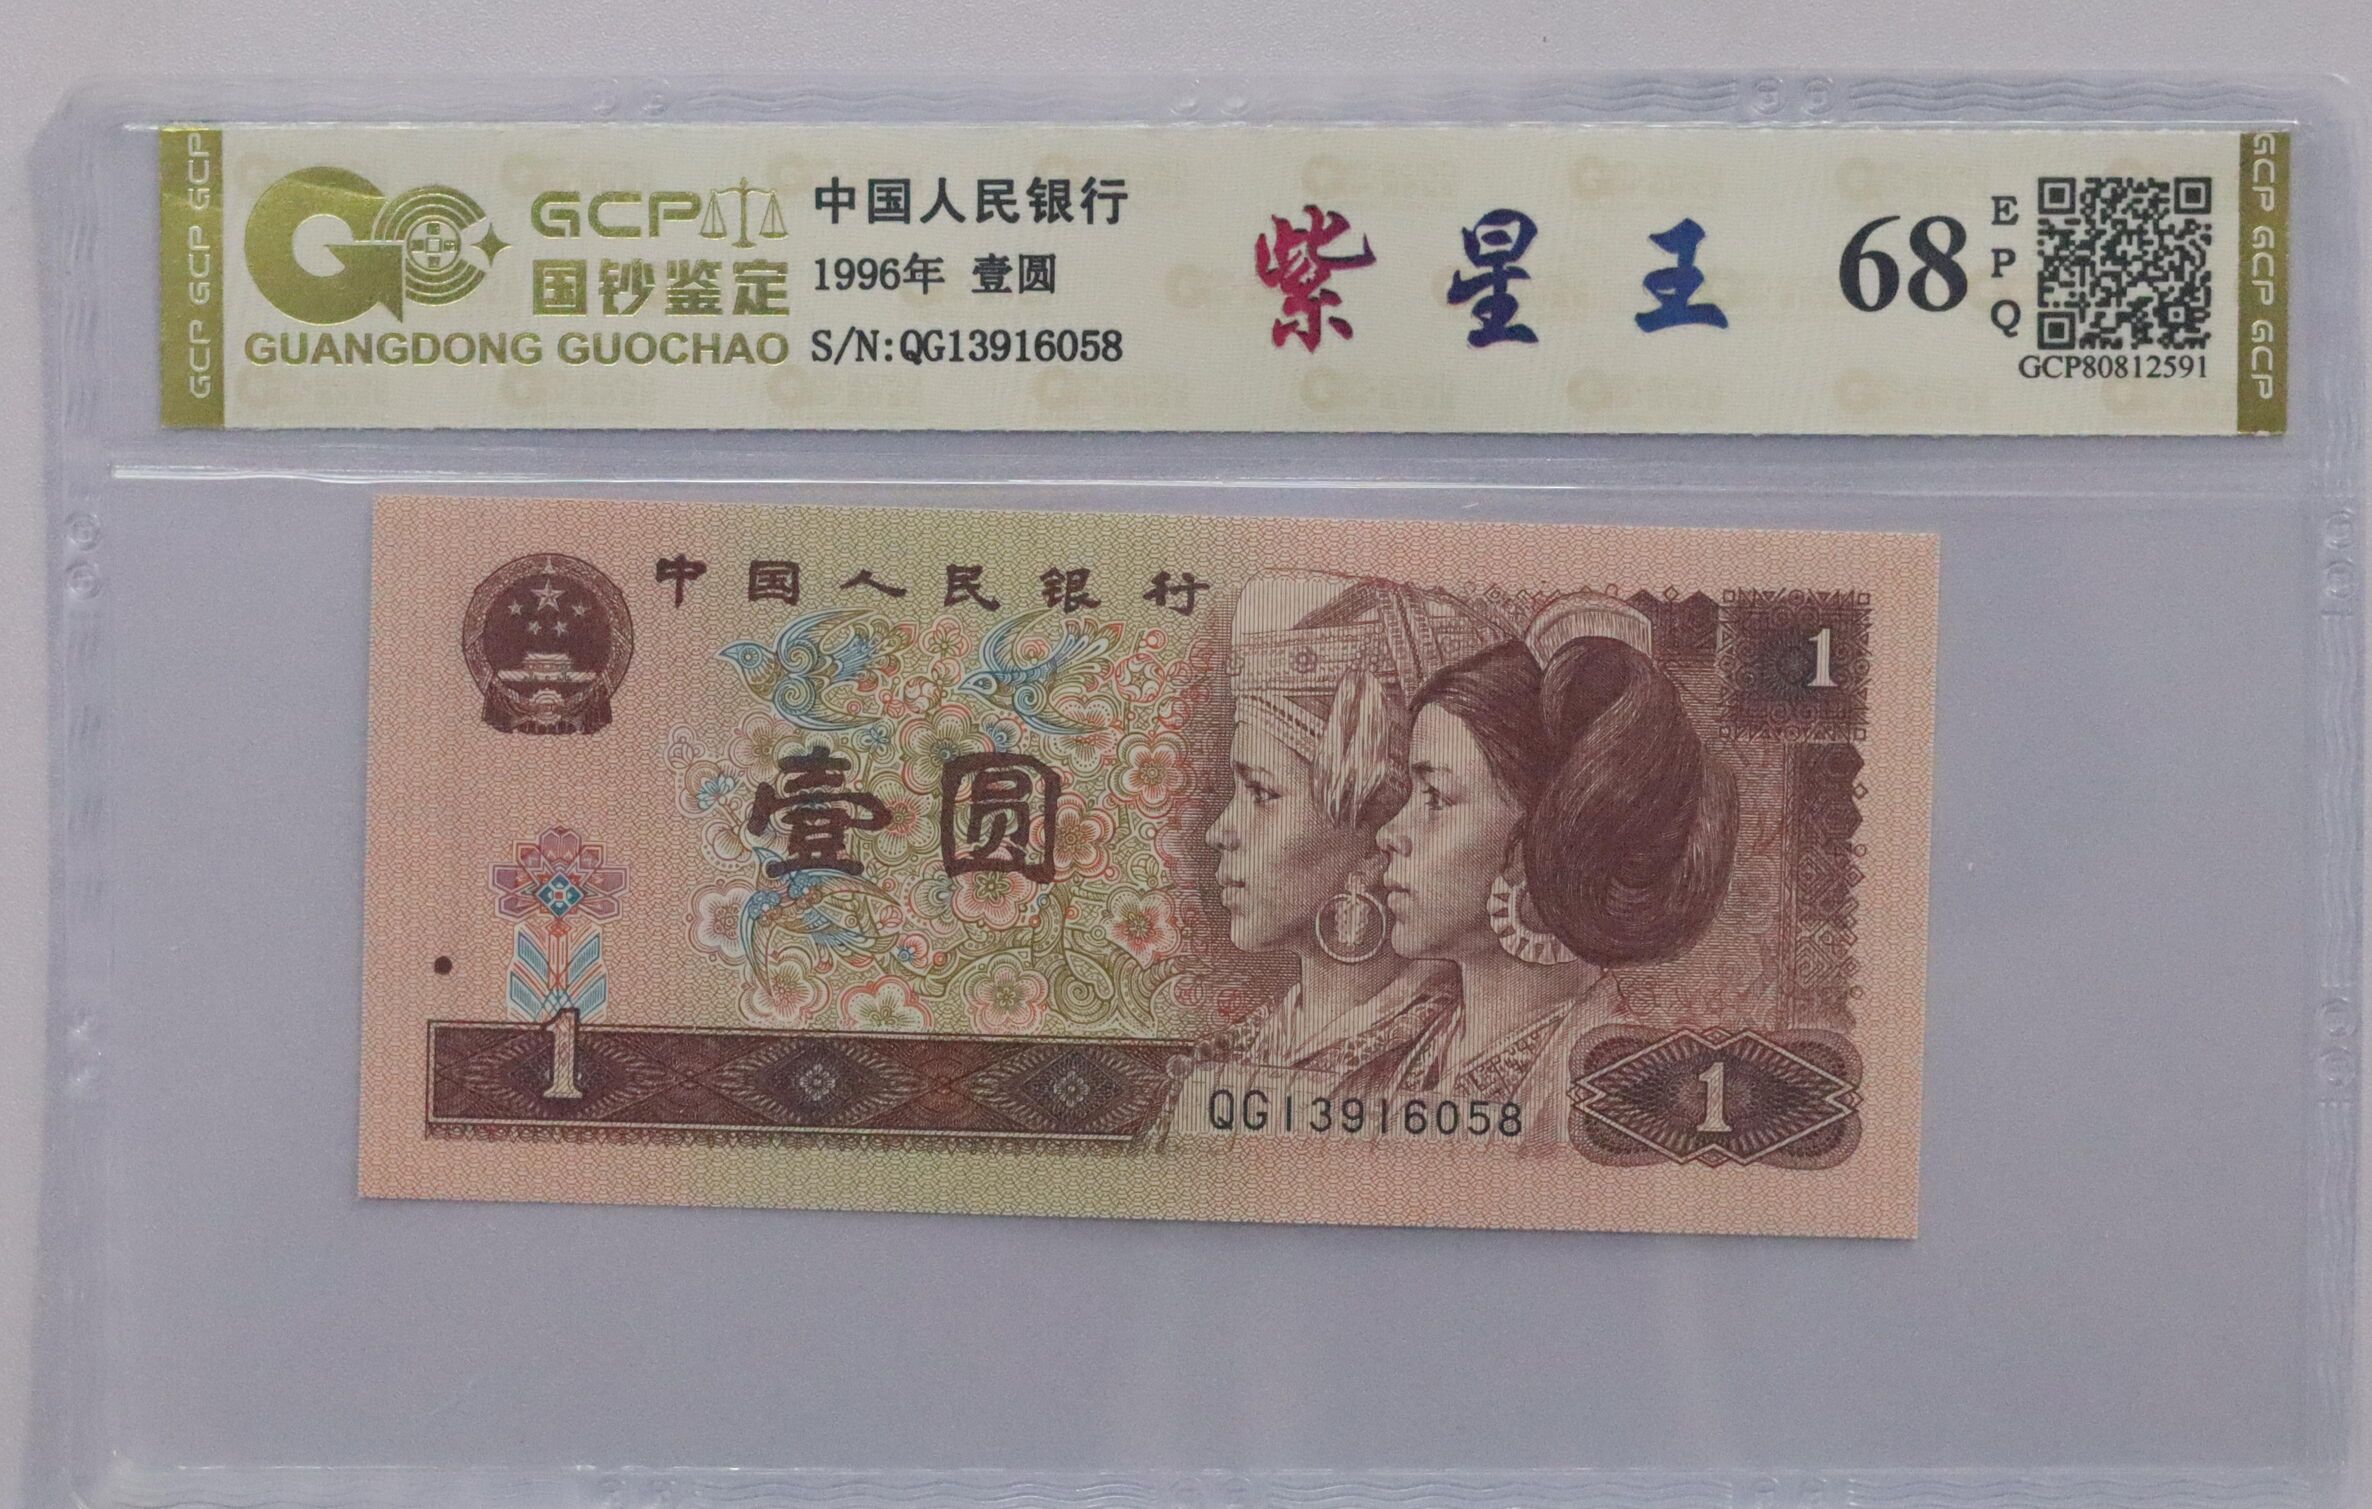 GCP GCP GCP
GCP
国钞鉴定
GUANGDONG GUOCHAO
中国人民银行
1996年 壹圆
S/N:QG13916058
紫星王
68
EPQ
GCP80812591
GCP GCP GCP
中国人民银行
1
壹圆
1
QG13916058
1